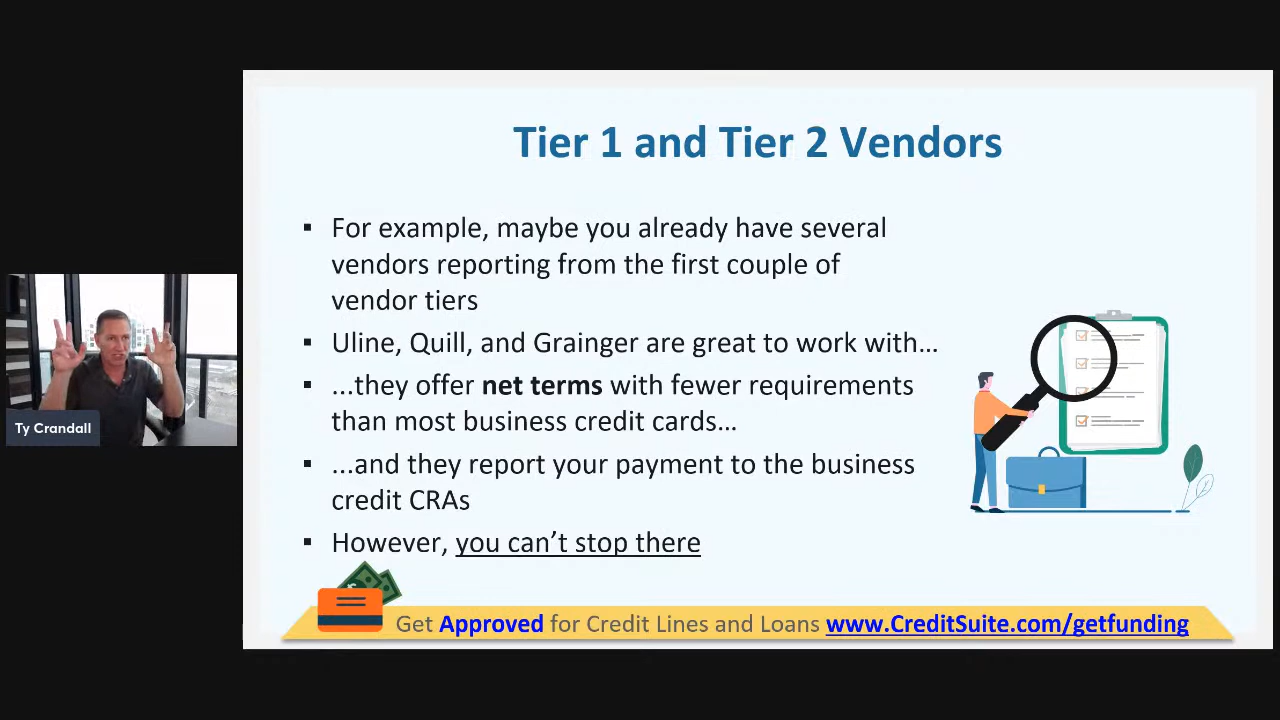 Tier 1 and Tier 2 Vendors
▪ For example, maybe you already have several
vendors reporting from the first couple of
vendor tiers
▪ Uline, Quill, and Grainger are great to work with…
▪ ...they offer net terms with fewer requirements
than most business credit cards…
▪ ...and they report your payment to the business
credit CRAs
▪ However, you can’t stop there
Ty Crandall
Get Approved for Credit Lines and Loans www.CreditSuite.com/getfunding